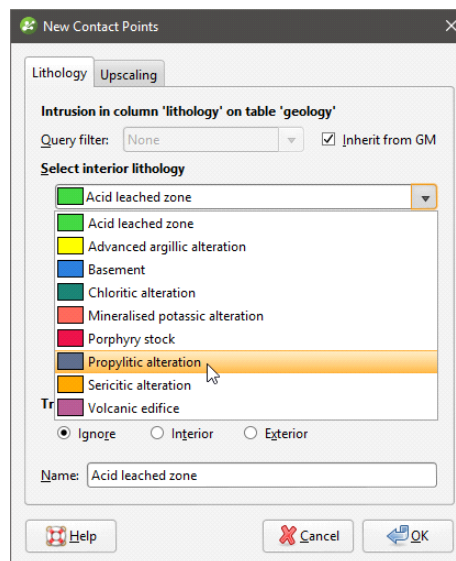 New Contact Points
Lithology Upscaling
Intrusion in column 'lithology' on table 'geology'
Query filter: None Inherit from GM
Select interior lithology
Acid leached zone
Acid leached zone
Advanced argillic alteration
Basement
Chloritic alteration
Mineralised potassic alteration
Porphyry stock
Propylitic alteration
Sericitic alteration
Volcanic edifice
Ignore Interior Exterior
Name: Acid leached zone
Help Cancel OK